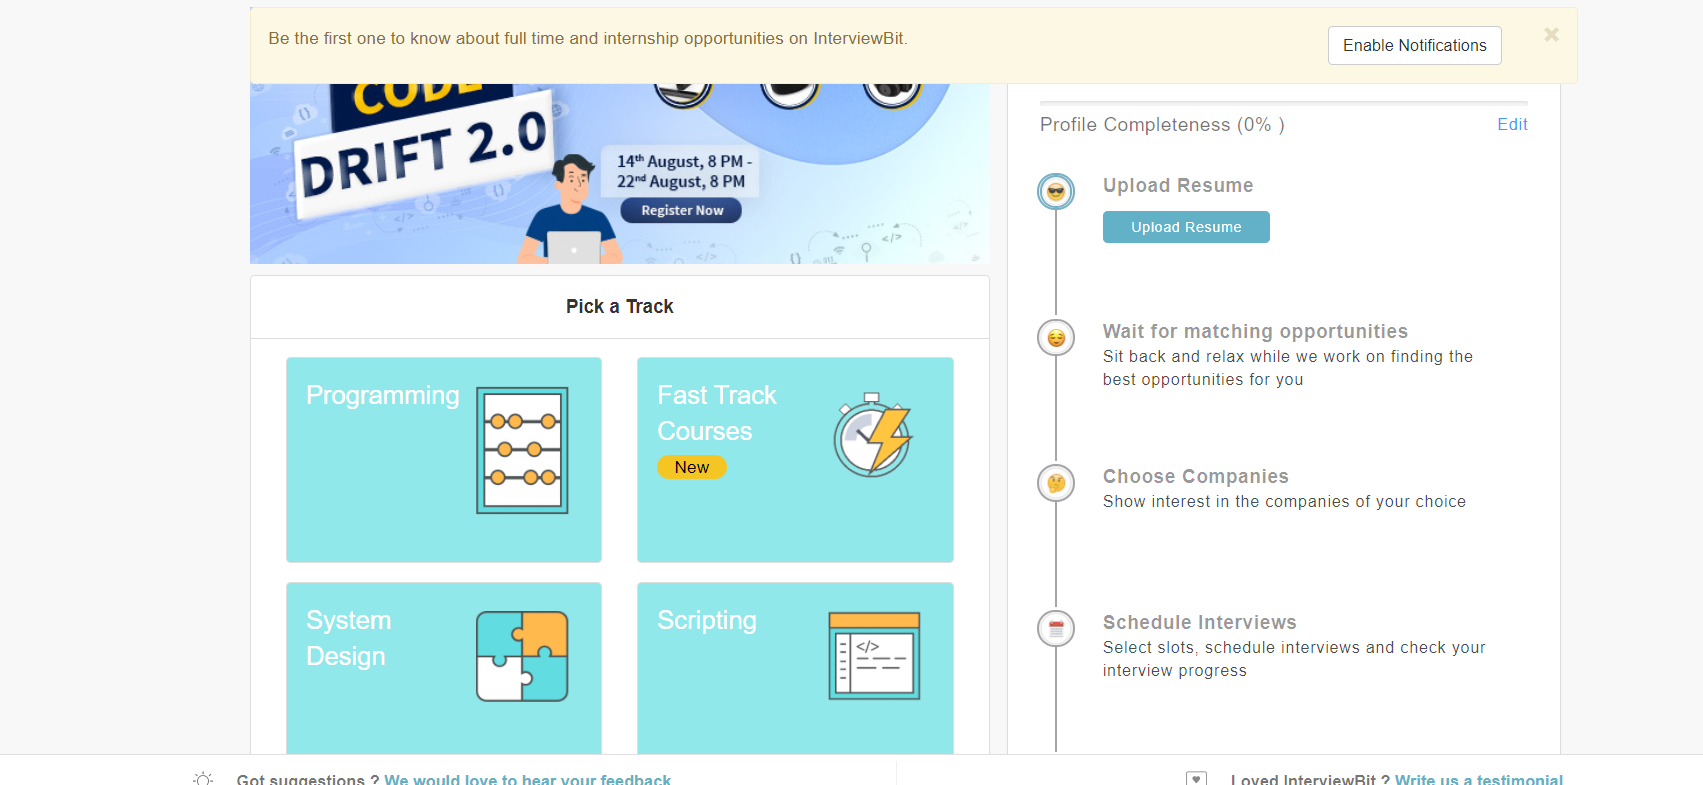 Be the first one to know about full time and internship opportunities on InterviewBit.
Enable Notifications
×
CODE
DRIFT 2.0
14th August, 8 PM -
22nd August, 8 PM
Register Now
Profile Completeness (0% )
Edit
Upload Resume
Upload Resume
Wait for matching opportunities
Sit back and relax while we work on finding the
best opportunities for you
Choose Companies
Show interest in the companies of your choice
Schedule Interviews
Select slots, schedule interviews and check your
interview progress
Pick a Track
Programming
Fast Track
Courses
New
System
Design
Scripting
</>
Got suggestions ? We would love to hear your feedback
Loved InterviewBit ? Write us a testimonial